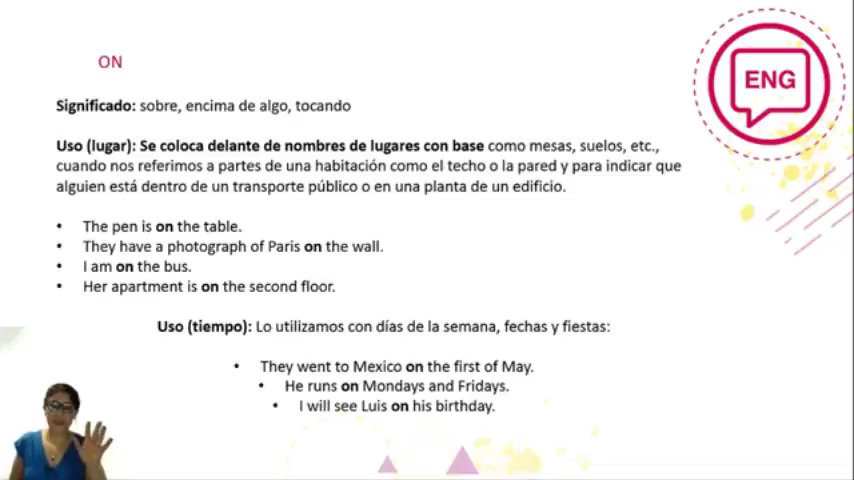 ON
ENG
Significado: sobre, encima de algo, tocando
Uso (lugar): Se coloca delante de nombres de lugares con base como mesas, suelos, etc.,
cuando nos referimos a partes de una habitación como el techo o la pared y para indicar que
alguien está dentro de un transporte público o en una planta de un edificio.
• The pen is on the table.
• They have a photograph of Paris on the wall.
• I am on the bus.
• Her apartment is on the second floor.
Uso (tiempo): Lo utilizamos con días de la semana, fechas y fiestas:
• They went to Mexico on the first of May.
• He runs on Mondays and Fridays.
• I will see Luis on his birthday.